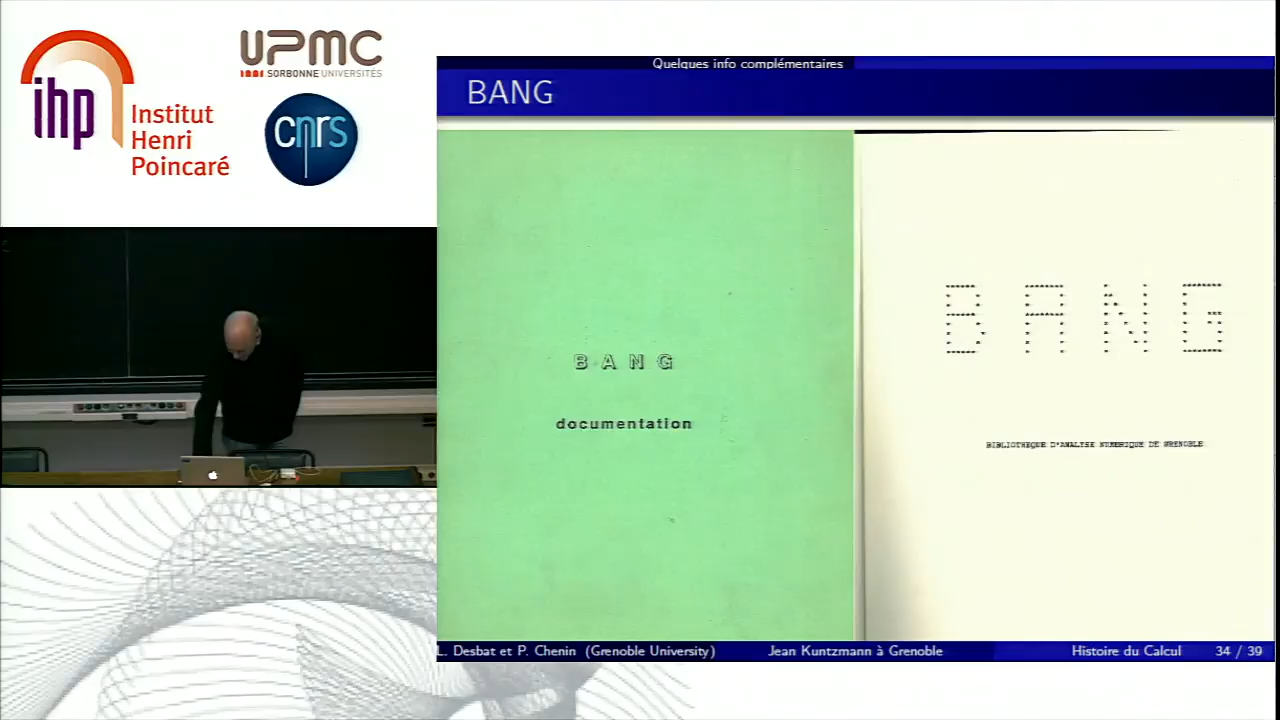 ihp
Institut
Henri
Poincaré
UPMC
SORBONNE UNIVERSITÉS
cnrs
Quelques info complémentaires
BANG
B A N G
documentation
B A N G
BIBLIOTHEQUE D'ANALYSE NUMERIQUE DE GRENOBLE
L. Desbat et P. Chenin (Grenoble University)
Jean Kuntzmann à Grenoble
Histoire du Calcul
34 / 39